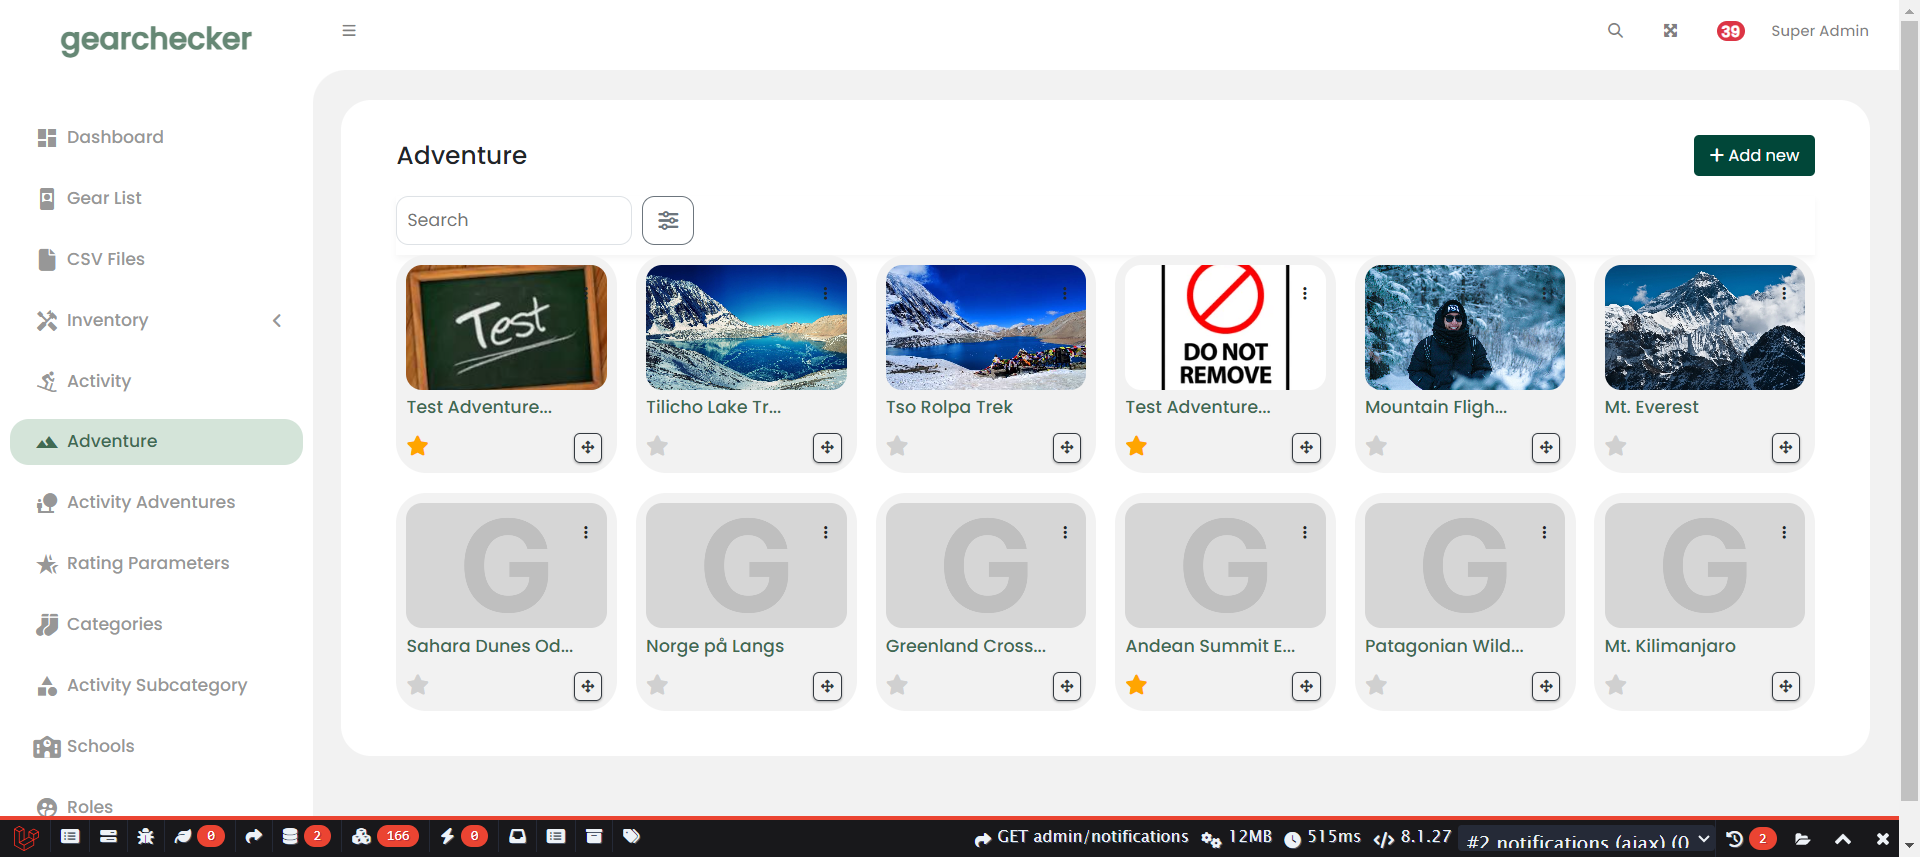 gearchecker
39
Super Admin
Dashboard
Gear List
CSV Files
Inventory
Activity
Adventure
Activity Adventures
Rating Parameters
Categories
Activity Subcategory
Schools
Roles
Adventure
+ Add new
Search
Test
DO NOT
REMOVE
Test Adventure...
Tilicho Lake Tr...
Tso Rolpa Trek
Test Adventure...
Mountain Fligh...
Mt. Everest
G
G
G
G
G
G
Sahara Dunes Od...
Norge på Langs
Greenland Cross...
Andean Summit E...
Patagonian Wild...
Mt. Kilimanjaro
0
2
166
0
GET admin/notifications
12MB
515ms
8.1.27
#2 notifications (ajax) (0
2